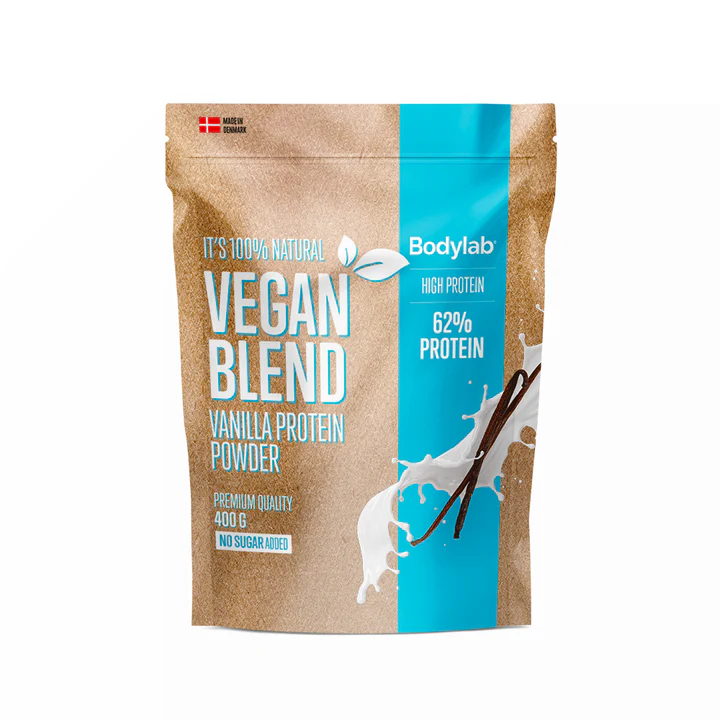 MADE IN
DENMARK
IT'S 100% NATURAL
VEGAN
BLEND
VANILLA PROTEIN
POWDER
PREMIUM QUALITY
400 G
NO SUGAR ADDED
Bodylab®
HIGH PROTEIN
62%
PROTEIN